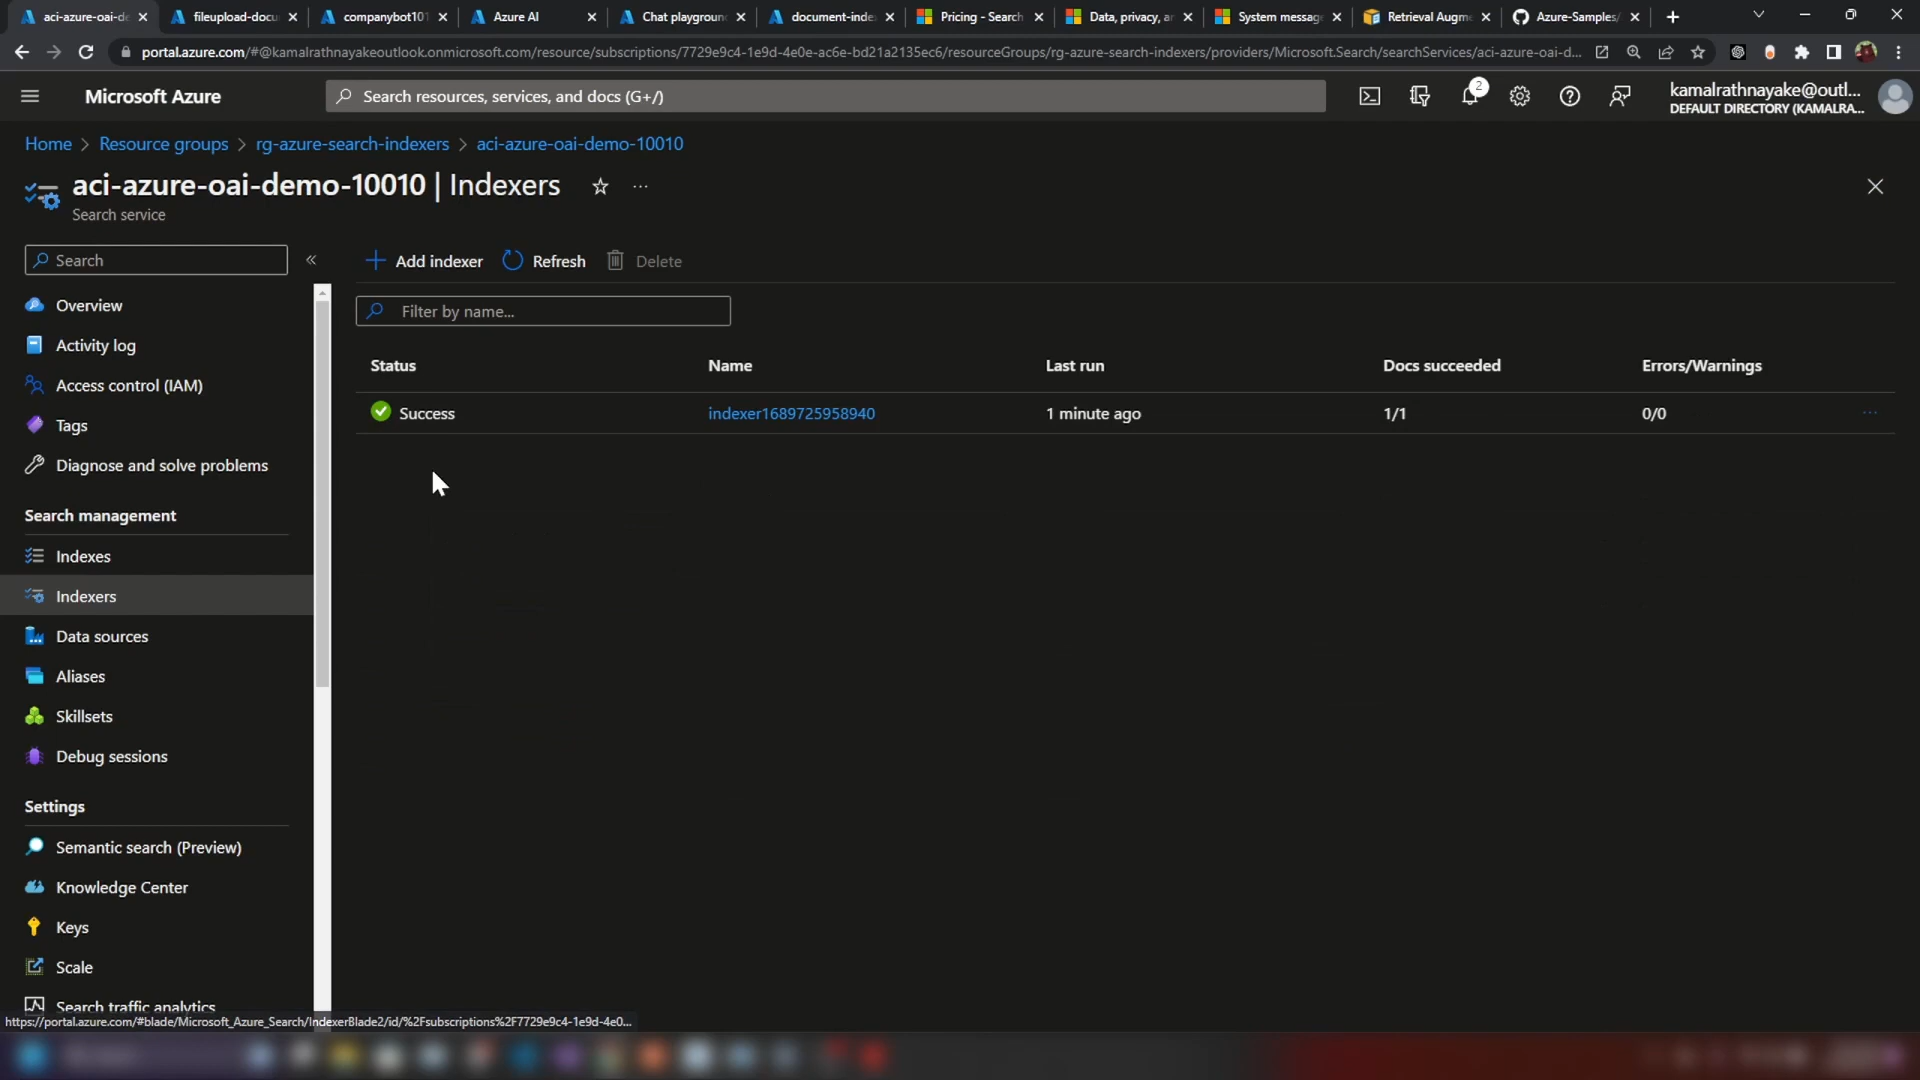 aci-azure-oai-de
fileupload-docu
companybot101
Azure AI
Chat playgroun
document-inde
Pricing - Search
Data, privacy, a
System message
Retrieval Augm
Azure-Samples/
portal.azure.com/#@kamalrathnayakeoutlook.onmicrosoft.com/resource/subscriptions/7729e9c4-1e9d-4e0e-ac6e-bd21a2135ec6/resourceGroups/rg-azure-search-indexers/providers/Microsoft.Search/searchServices/aci-azure-oai-d...
Microsoft Azure
Search resources, services, and docs (G+/)
2
kamalrathnayake@outl...
DEFAULT DIRECTORY (KAMALRA...
Home > Resource groups > rg-azure-search-indexers > aci-azure-oai-demo-10010
aci-azure-oai-demo-10010 | Indexers
Search service
Search
Add indexer
Refresh
Delete
Filter by name...
Overview
Activity log
Access control (IAM)
Tags
Diagnose and solve problems
Search management
Indexes
Indexers
Data sources
Aliases
Skillsets
Debug sessions
Settings
Semantic search (Preview)
Knowledge Center
Keys
Scale
Search traffic analytics
Status Name Last run Docs succeeded Errors/Warnings
Success indexer1689725958940 1 minute ago 1/1 0/0
https://portal.azure.com/#blade/Microsoft_Azure_Search/IndexerBlade2/id/%2Fsubscriptions%2F7729e9c4-1e9d-4e0...